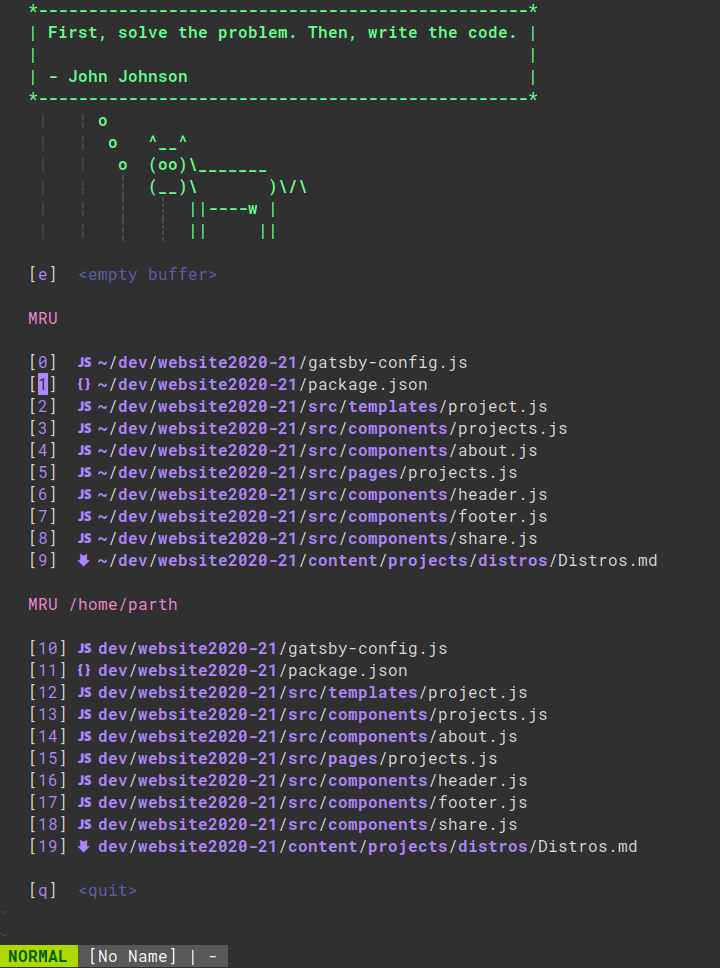 *-------------------------------------------------*
| First, solve the problem. Then, write the code. |
|                                                 |
| - John Johnson                                  |
*-------------------------------------------------*
       o
        o   ^__^
         o  (oo)\_______
            (__)\       )\/\
                ||----w |
                ||     ||
[e]  <empty buffer>
MRU
[0]  JS ~/dev/website2020-21/gatsby-config.js
[1]  {} ~/dev/website2020-21/package.json
[2]  JS ~/dev/website2020-21/src/templates/project.js
[3]  JS ~/dev/website2020-21/src/components/projects.js
[4]  JS ~/dev/website2020-21/src/components/about.js
[5]  JS ~/dev/website2020-21/src/pages/projects.js
[6]  JS ~/dev/website2020-21/src/components/header.js
[7]  JS ~/dev/website2020-21/src/components/footer.js
[8]  JS ~/dev/website2020-21/src/components/share.js
[9]  ~/dev/website2020-21/content/projects/distros/Distros.md
MRU /home/parth
[10] JS dev/website2020-21/gatsby-config.js
[11] {} dev/website2020-21/package.json
[12] JS dev/website2020-21/src/templates/project.js
[13] JS dev/website2020-21/src/components/projects.js
[14] JS dev/website2020-21/src/components/about.js
[15] JS dev/website2020-21/src/pages/projects.js
[16] JS dev/website2020-21/src/components/header.js
[17] JS dev/website2020-21/src/components/footer.js
[18] JS dev/website2020-21/src/components/share.js
[19] dev/website2020-21/content/projects/distros/Distros.md
[q]  <quit>
~
~
NORMAL [No Name] | -